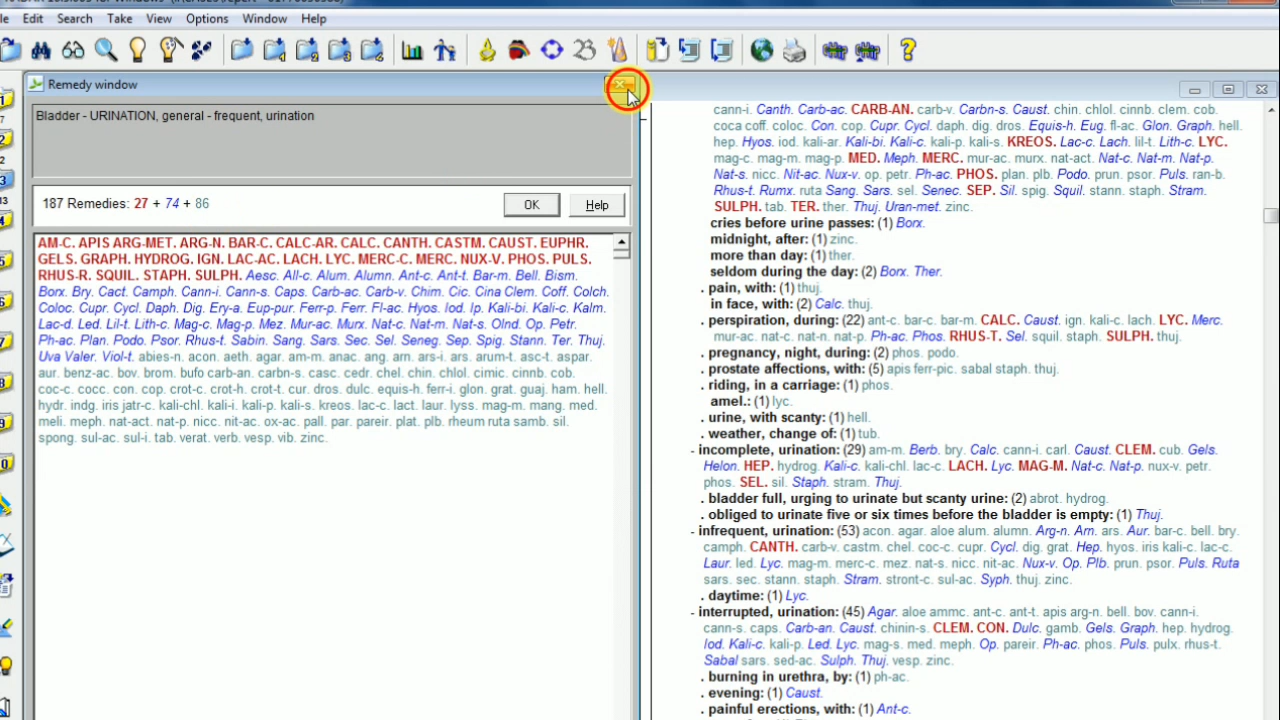 le Edit Search Take View Options Window Help
Remedy window
Bladder - URINATION, general - frequent, urination
187 Remedies: 27 + 74 + 86
OK
Help
AM-C. APIS ARG-MET. ARG-N. BAR-C. CALC-AR. CALC. CANTH. CASTM. CAUST. EUPHR.
GELS. GRAPH. HYDROG. IGN. LAC-AC. LACH. LYC. MERC-C. MERC. NUX-V. PHOS. PULS.
RHUS-R. SQUIL. STAPH. SULPH. Aesc. All-c. Alum. Alumn. Ant-c. Ant-t. Bar-m. Bell. Bism.
Borx. Bry. Cact. Camph. Cann-i. Cann-s. Caps. Carb-ac. Carb-v. Chim. Cic. Cina Clem. Coff. Colch.
Coloc. Cupr. Cycl. Daph. Dig. Ery-a. Eup-pur. Ferr-p. Ferr. Fl-ac. Hyos. Iod. Ip. Kali-bi. Kali-c. Kalm.
Lac-d. Led. Lil-t. Lith-c. Mag-c. Mag-p. Mez. Mur-ac. Murx. Nat-c. Nat-m. Nat-s. Olnd. Op. Petr.
Ph-ac. Plan. Podo. Psor. Rhus-t. Sabin. Sang. Sars. Sec. Sel. Seneg. Sep. Spig. Stann. Ter. Thuj.
Uva Valer. Viol-t. abies-n. acon. aeth. agar. am-m. anac. ang. arn. ars-i. ars. arum-t. asc-t. aspar.
aur. benz-ac. bov. brom. bufo carb-an. carbn-s. casc. cedr. chel. chin. chlol. cimic. cinnb. cob.
coc-c. cocc. con. cop. crot-c. crot-h. crot-t. cur. dros. dulc. equis-h. ferr-i. glon. grat. guaj. ham. hell.
hydr. indg. iris jatr-c. kali-chl. kali-i. kali-p. kali-s. kreos. lac-c. lact. laur. lyss. mag-m. mang. med.
meli. meph. nat-act. nat-p. nicc. nit-ac. ox-ac. pall. par. pareir. plat. plb. rheum ruta samb. sil.
spong. sul-ac. sul-i. tab. verat. verb. vesp. vib. zinc.
cann-i. Canth. Carb-ac. CARB-AN. carb-v. Carbn-s. Caust. chin. chlol. cinnb. clem. cob.
coca coff. coloc. Con. cop. Cupr. Cycl. daph. dig. dros. Equis-h. Eug. fl-ac. Glon. Graph. hell.
hep. Hyos. iod. kali-ar. Kali-bi. Kali-c. kali-p. kali-s. KREOS. Lac-c. Lach. lil-t. Lith-c. LYC.
mag-c. mag-m. mag-p. MED. Meph. MERC. mur-ac. murx. nat-act. Nat-c. Nat-m. Nat-p.
Nat-s. nicc. Nit-ac. Nux-v. op. petr. Ph-ac. PHOS. plan. plb. Podo. prun. psor. Puls. ran-b.
Rhus-t. Rumx. ruta Sang. Sars. sel. Senec. SEP. Sil. spig. Squil. stann. staph. Stram.
SULPH. tab. TER. ther. Thuj. Uran-met. zinc.
cries before urine passes: (1) Borx.
midnight, after: (1) zinc.
more than day: (1) ther.
seldom during the day: (2) Borx. Ther.
. pain, with: (1) thuj.
in face, with: (2) Calc. thuj.
. perspiration, during: (22) ant-c. bar-c. bar-m. CALC. Caust. ign. kali-c. lach. LYC. Merc.
mur-ac. nat-c. nat-n. nat-p. Ph-ac. Phos. RHUS-T. Sel. squil. staph. SULPH. thuj.
. pregnancy, night, during: (2) phos. podo.
. prostate affections, with: (5) apis ferr-pic. sabal staph. thuj.
. riding, in a carriage: (1) phos.
amel.: (1) lyc.
. urine, with scanty: (1) hell.
. weather, change of: (1) tub.
- incomplete, urination: (29) am-m. Berb. bry. Calc. cann-i. carl. Caust. CLEM. cub. Gels.
Helon. HEP. hydrog. Kali-c. kali-chl. lac-c. LACH. Lyc. MAG-M. Nat-c. Nat-p. nux-v. petr.
phos. SEL. sil. Staph. stram. Thuj.
. bladder full, urging to urinate but scanty urine: (2) abrot. hydrog.
. obliged to urinate five or six times before the bladder is empty: (1) Thuj.
- infrequent, urination: (53) acon. agar. aloe alum. alumn. Arg-n. Arn. ars. Aur. bar-c. bell. bry.
camph. CANTH. carb-v. castm. chel. coc-c. cupr. Cycl. dig. grat. Hep. hyos. iris kali-c. lac-c.
Laur. led. Lyc. mag-m. merc-c. mez. nat-s. nicc. nit-ac. Nux-v. Op. Plb. prun. psor. Puls. Ruta
sars. sec. stann. staph. Stram. stront-c. sul-ac. Syph. thuj. zinc.
. daytime: (1) Lyc.
- interrupted, urination: (45) Agar. aloe ammc. ant-c. ant-t. apis arg-n. bell. bov. cann-i.
cann-s. caps. Carb-an. Caust. chinin-s. CLEM. CON. Dulc. gamb. Gels. Graph. hep. hydrog.
Iod. Kali-c. kali-p. Led. Lyc. mag-s. med. meph. Op. pareir. Ph-ac. phos. Puls. pulx. rhus-t.
Sabal sars. sed-ac. Sulph. Thuj. vesp. zinc.
. burning in urethra, by: (1) ph-ac.
. evening: (1) Caust.
. painful erections, with: (1) Ant-c.